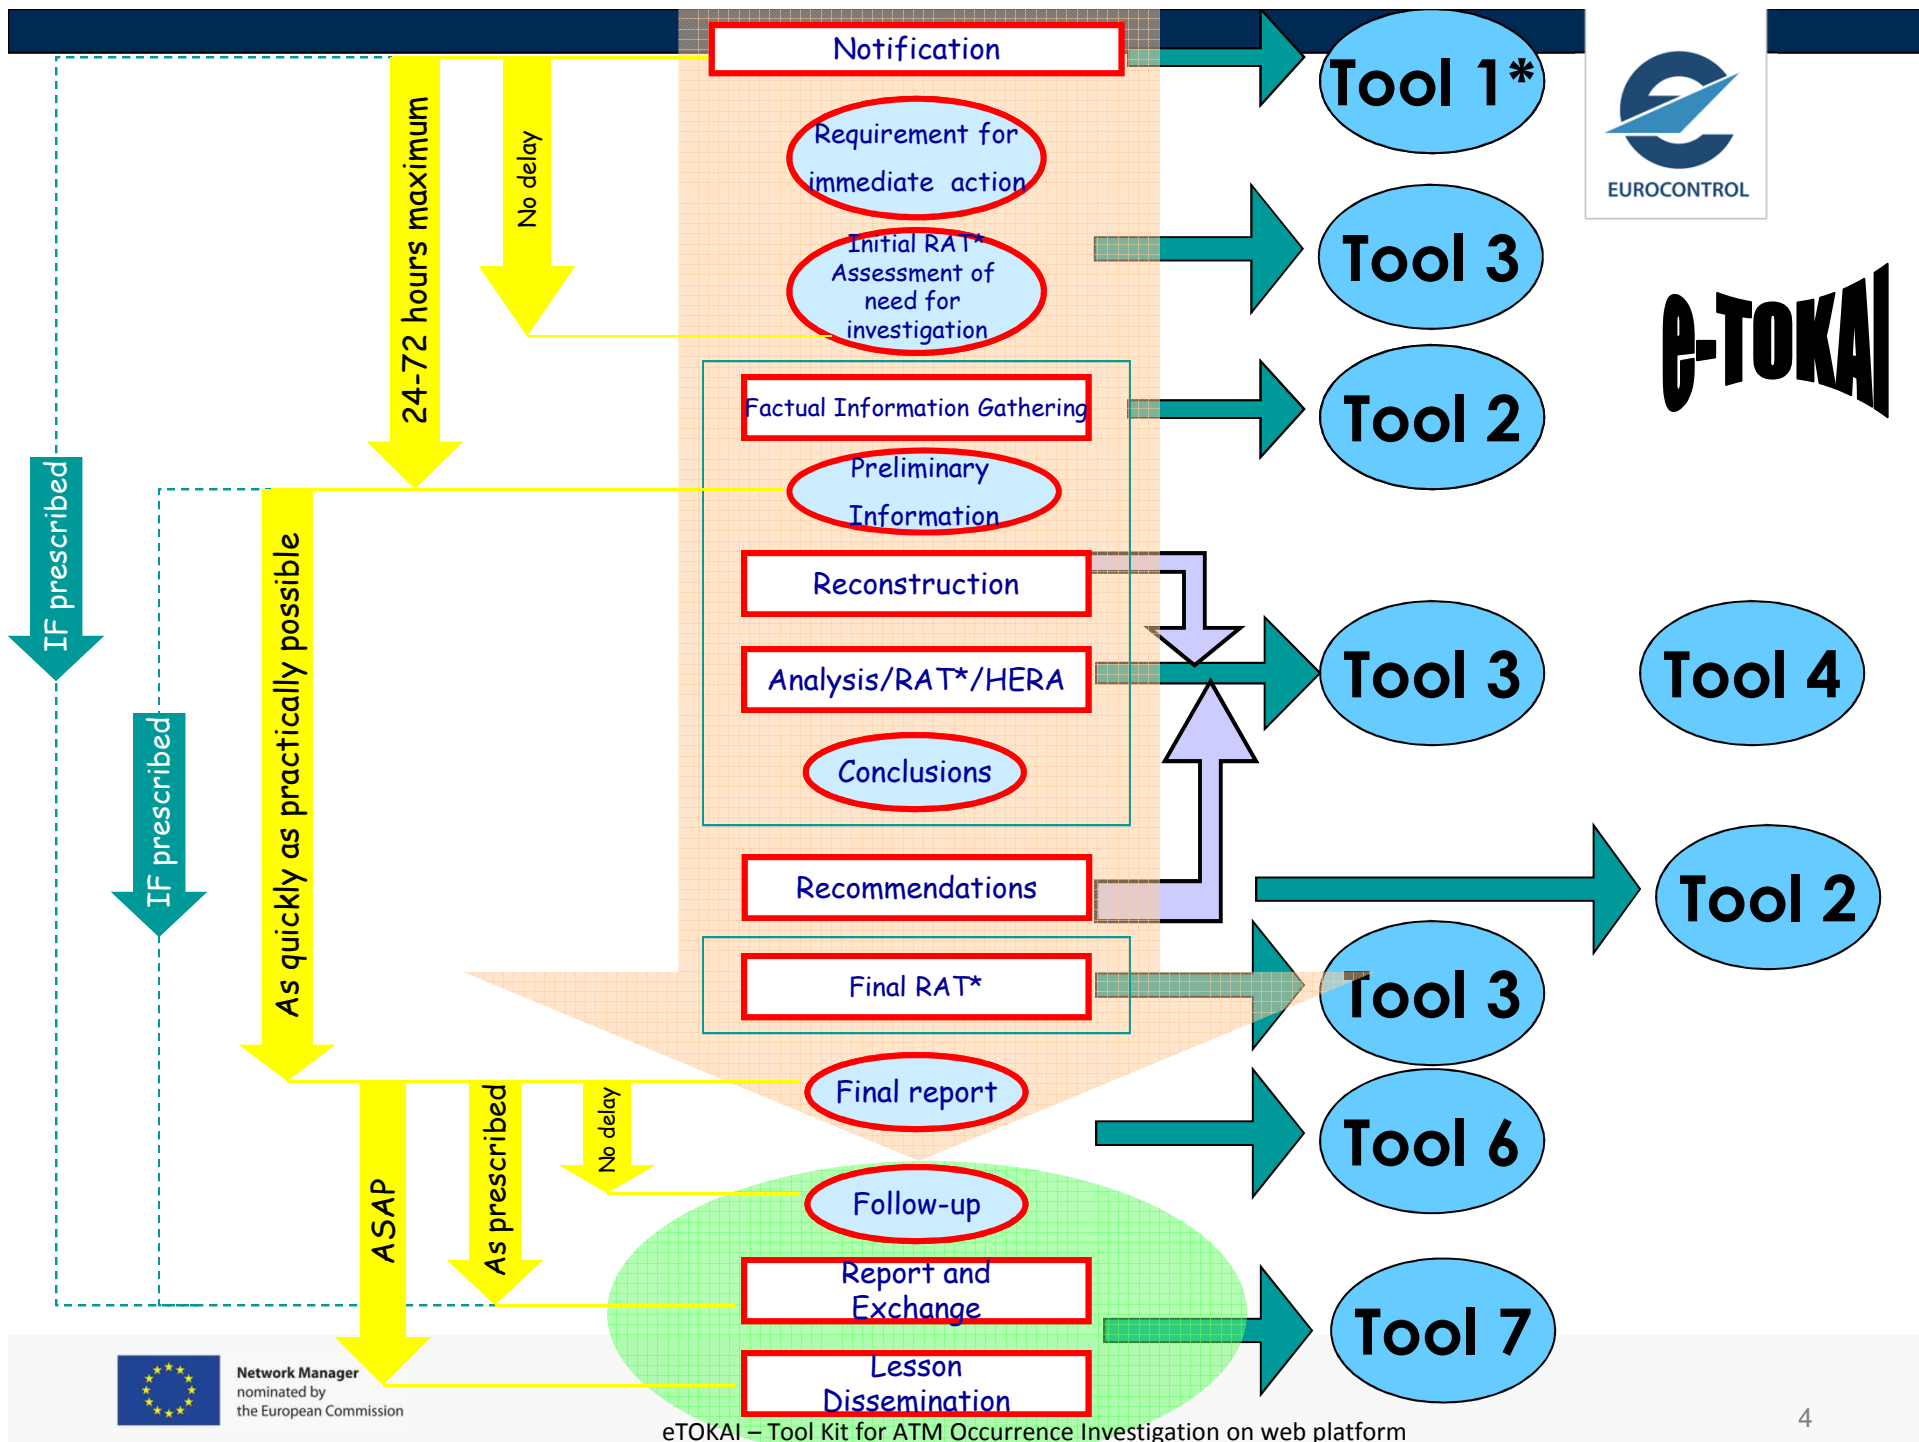 Notification
Tool 1*
Requirement for
immediate action
EUROCONTROL
24-72 hours maximum
No delay
Initial RAT*
Assessment of
need for
investigation
Tool 3
e-TOKAI
Factual Information Gathering
Tool 2
IF prescribed
Preliminary
Information
As quickly as practically possible
Reconstruction
Analysis/RAT*/HERA
Tool 3
Tool 4
IF prescribed
Conclusions
Recommendations
Tool 2
Final RAT*
Tool 3
Final report
Tool 6
ASAP
As prescribed
No delay
Follow-up
Report and
Exchange
Tool 7
Lesson
Dissemination
Network Manager
nominated by
the European Commission
eTOKAI – Tool Kit for ATM Occurrence Investigation on web platform
4